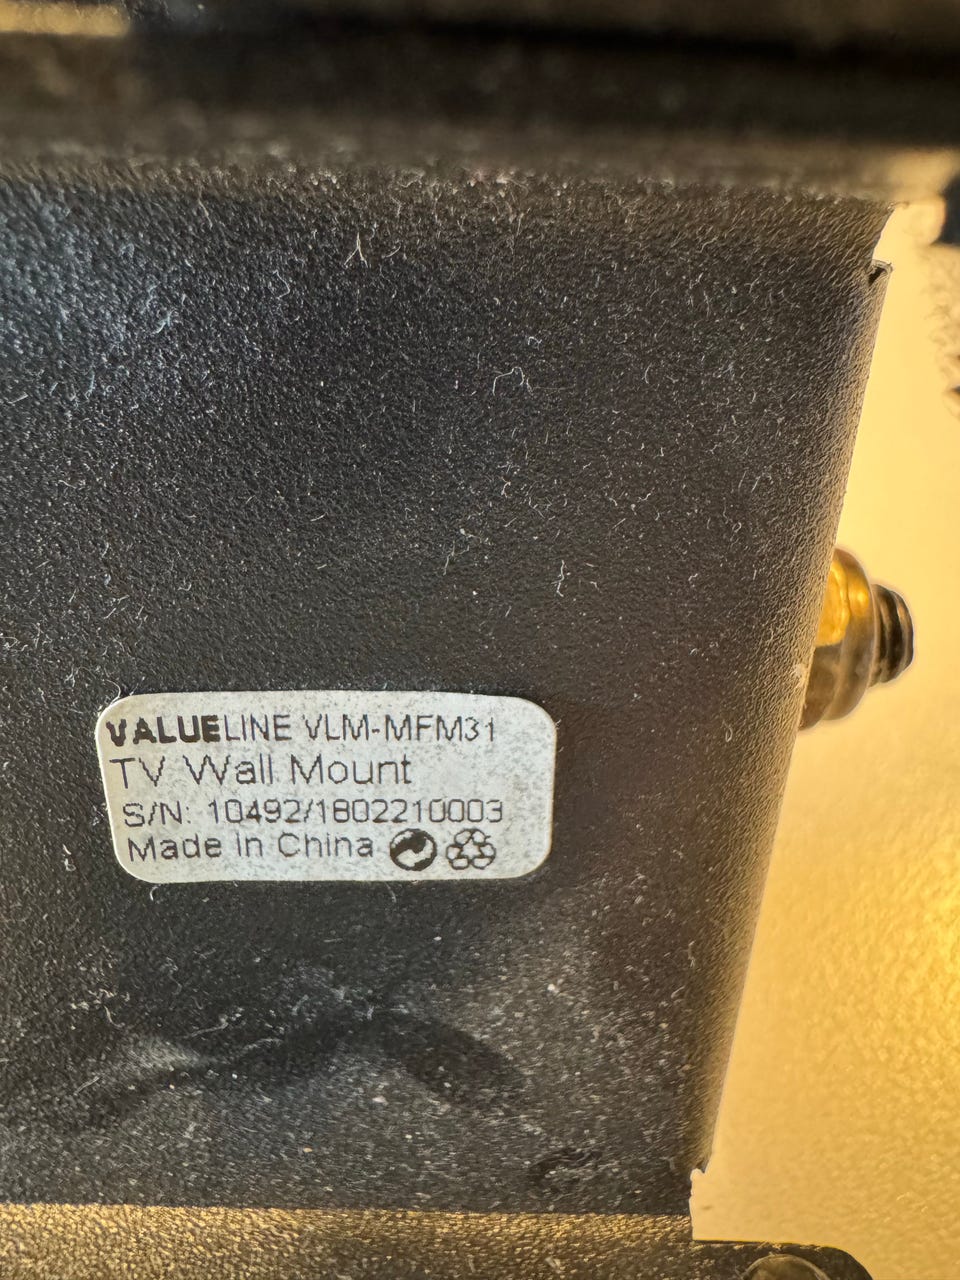 VALUELINE VLM-MFM31
TV Wall Mount
S/N: 10492/1802210003
Made in China